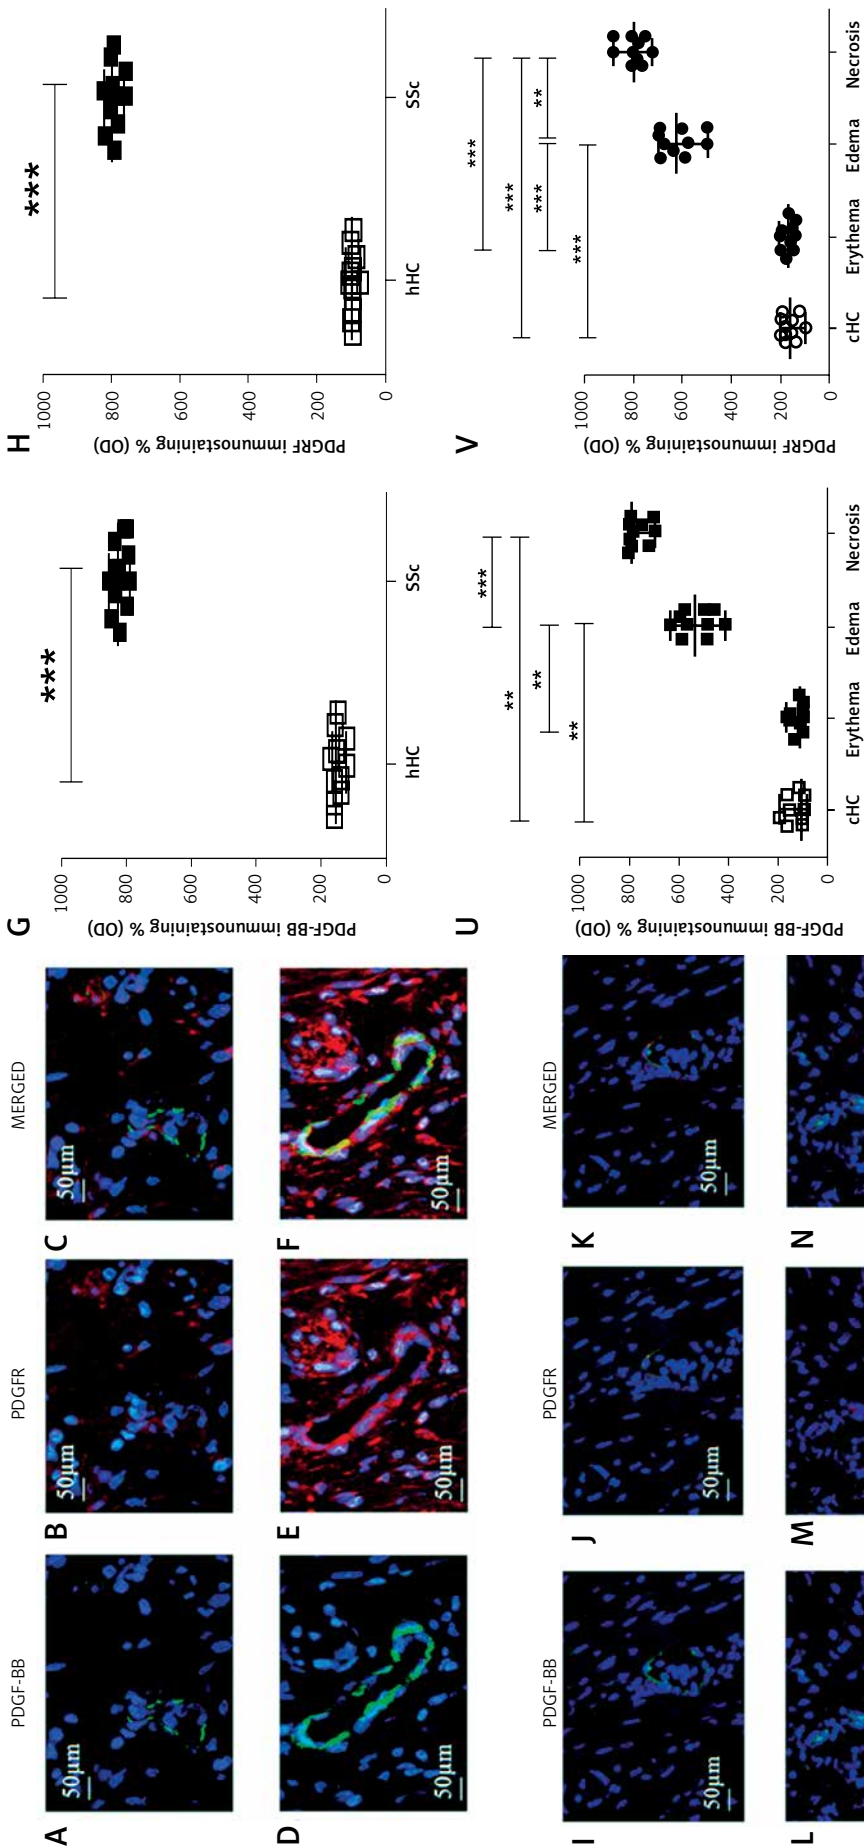 PDGF-BB
PDGFR
MERGED
A
50µm
B
50µm
C
50µm
D
50µm
E
50µm
F
50µm
G
PDGF-BB immunostaining % (OD)
1000
800
600
400
200
0
***
hHC
SSc
H
PDGRF immunostaining % (OD)
1000
800
600
400
200
0
***
hHC
SSc
PDGF-BB
PDGFR
MERGED
I
50µm
J
50µm
K
50µm
L
M
N
U
PDGF-BB immunostaining % (OD)
1000
800
600
400
200
0
***
**
**
**
cHC
Erythema
Edema
Necrosis
V
PDGRF immunostaining % (OD)
1000
800
600
400
200
0
***
***
*** **
***
cHC
Erythema
Edema
Necrosis